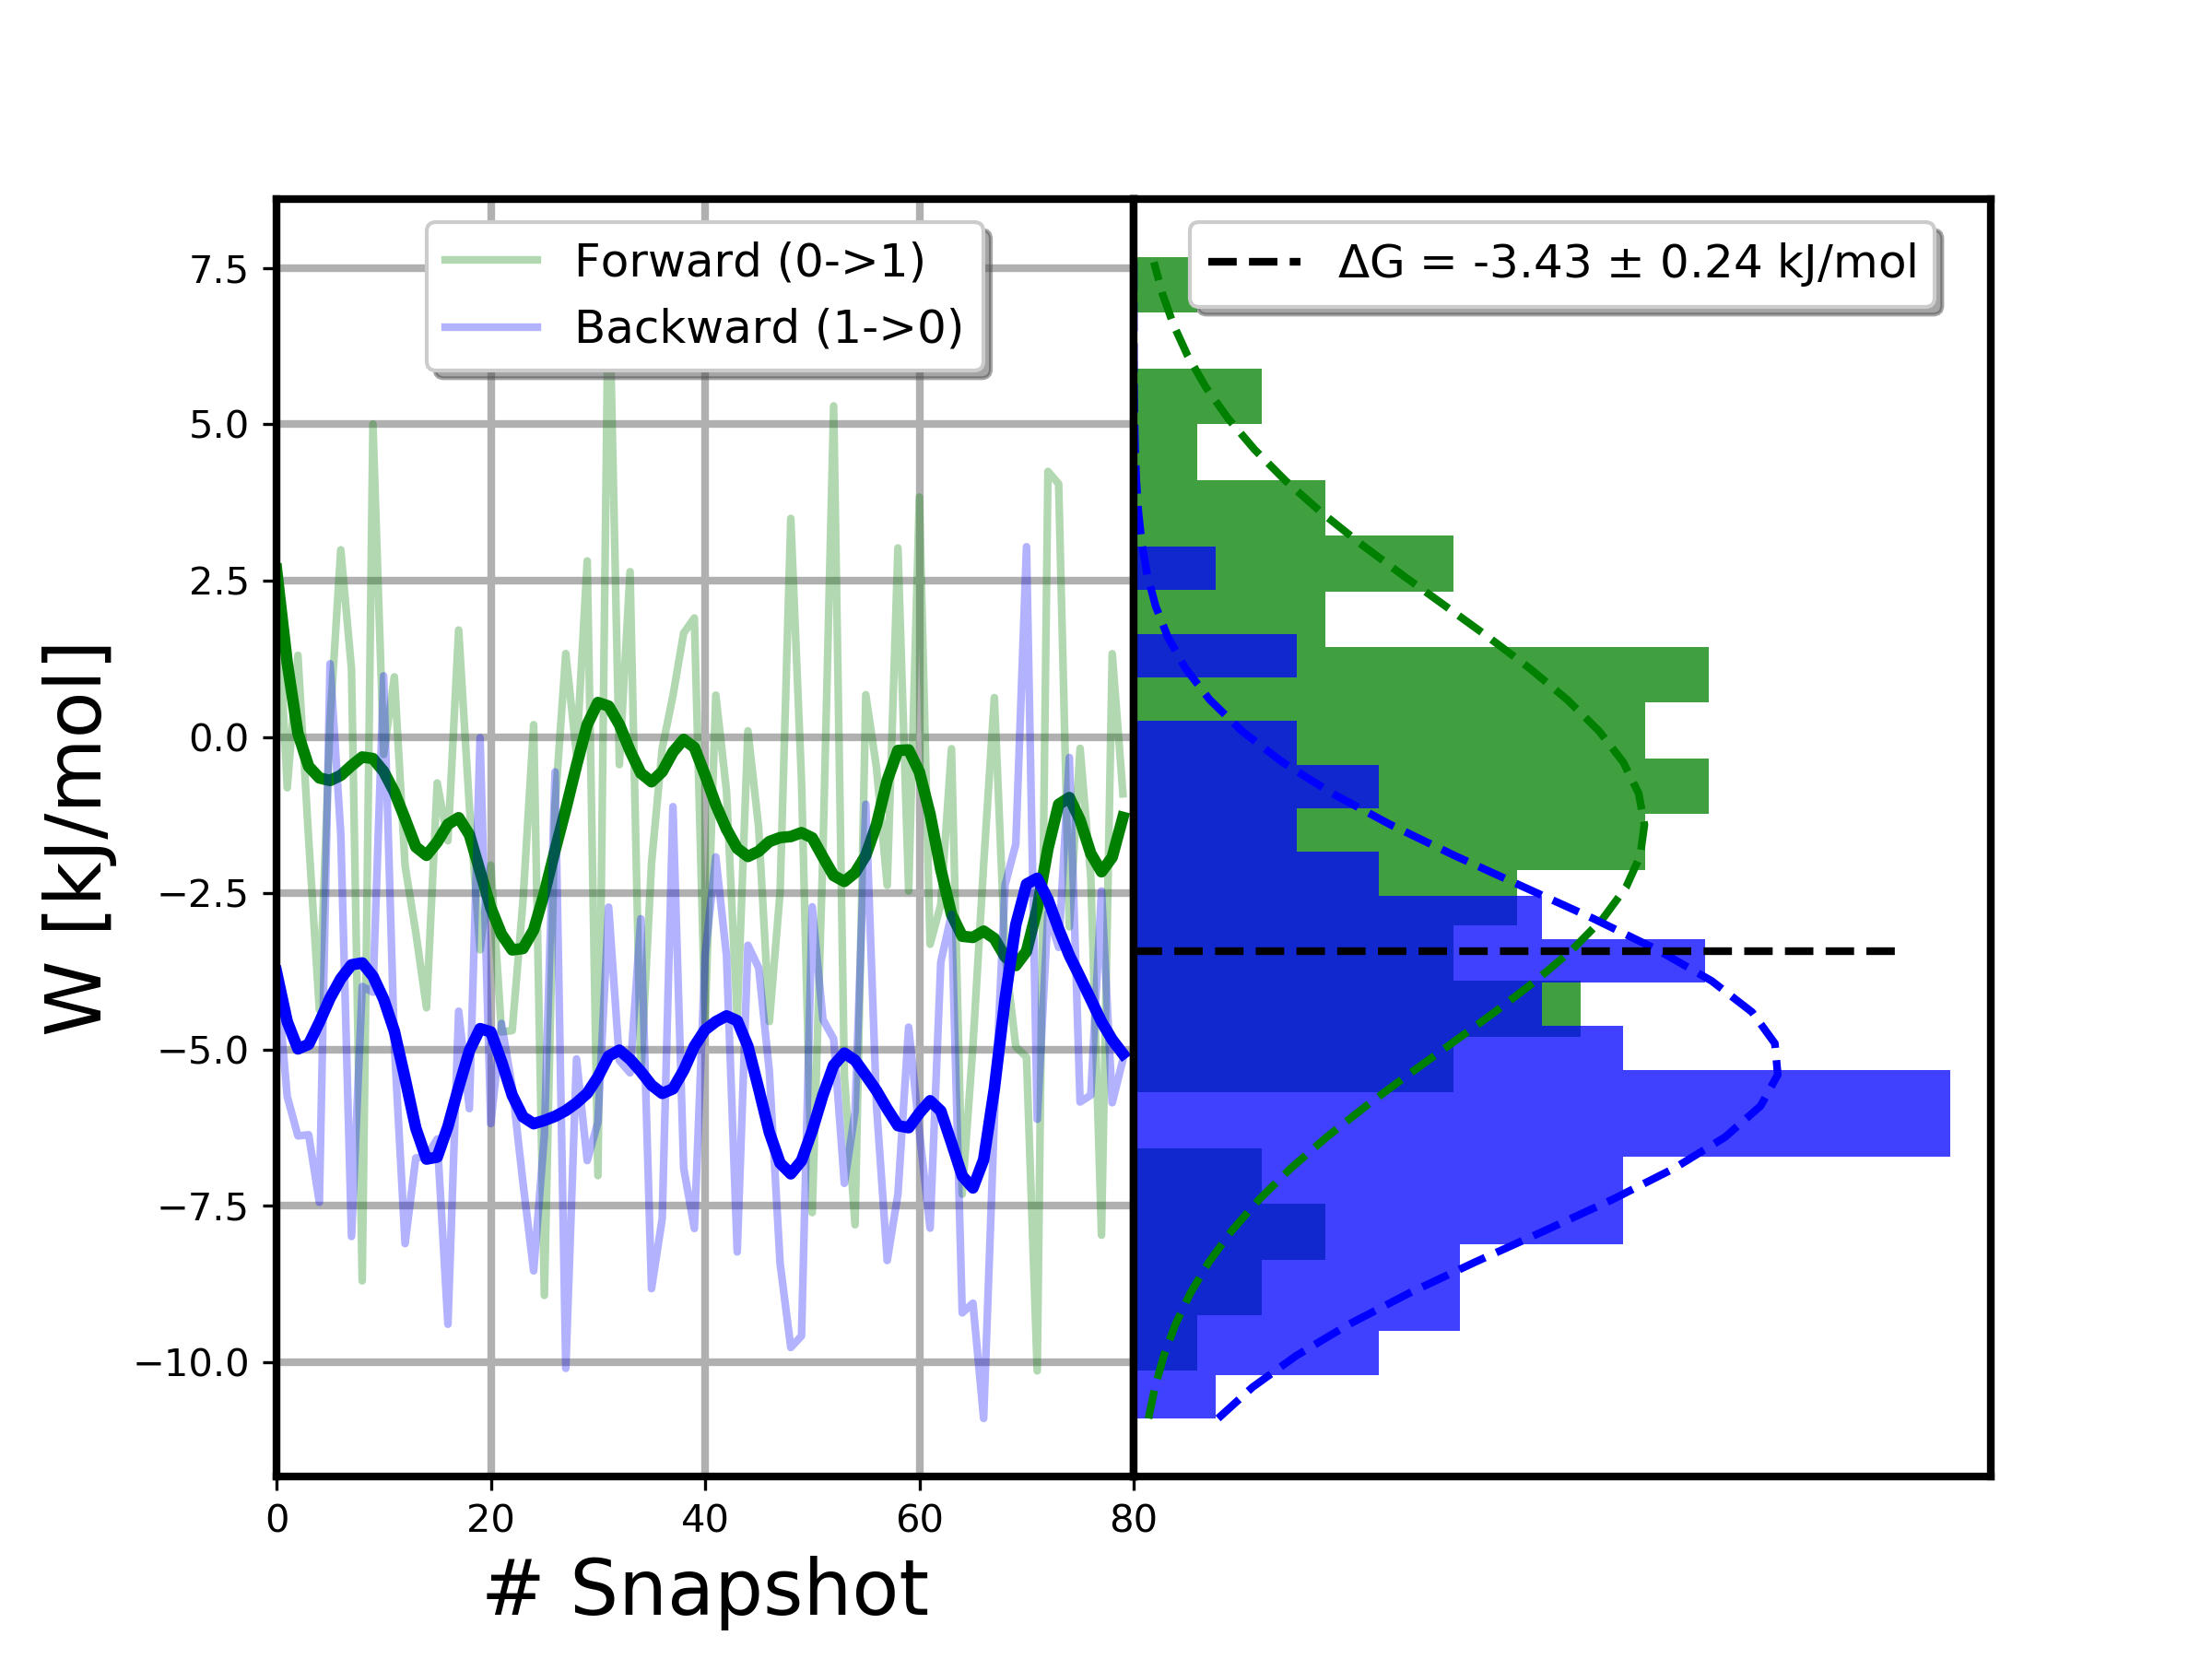 Forward (0->1)
Backward (1->0)
ΔG = -3.43 ± 0.24 kJ/mol
W [kJ/mol]
7.5
5.0
2.5
0.0
−2.5
−5.0
−7.5
−10.0
0 20 40 60 80
# Snapshot